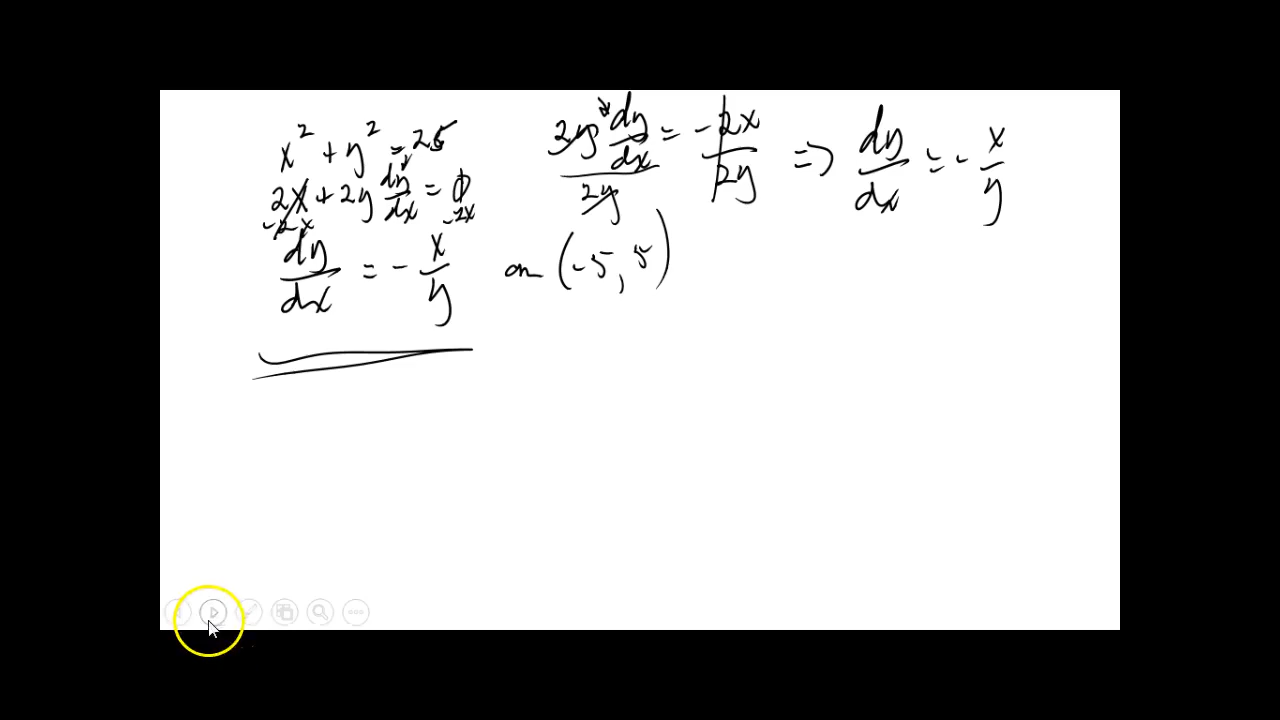 x² + y² = 25
2x + 2y dy/dx = 0
-2x -2x
dy/dx = - x/y on (-5, 5)
2y dy/dx / 2y = - 2x/2y ⇒ dy/dx = - x/y